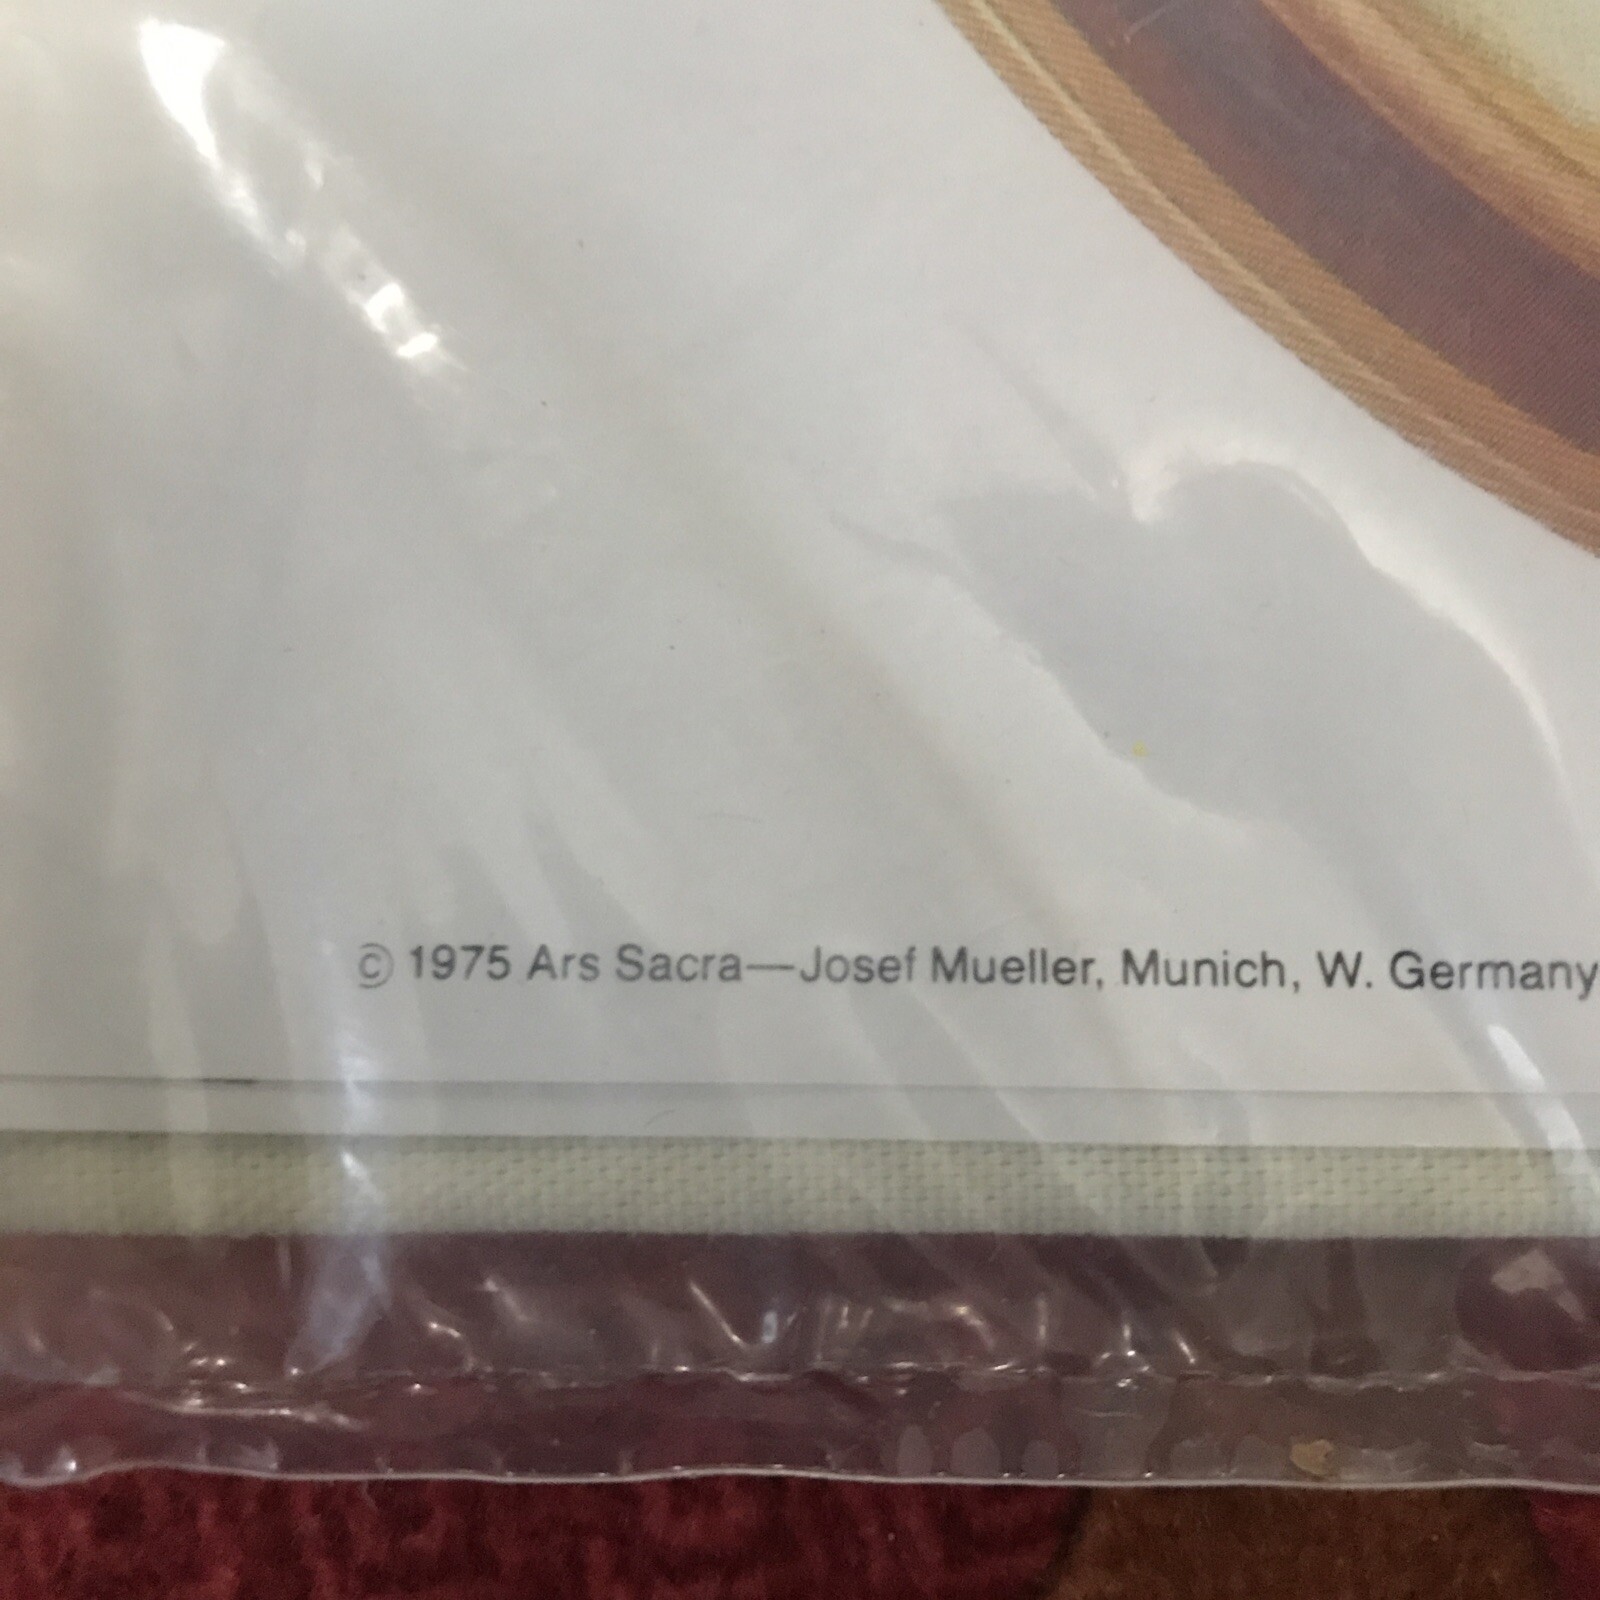 © 1975 Ars Sacra—Josef Mueller, Munich, W. Germany